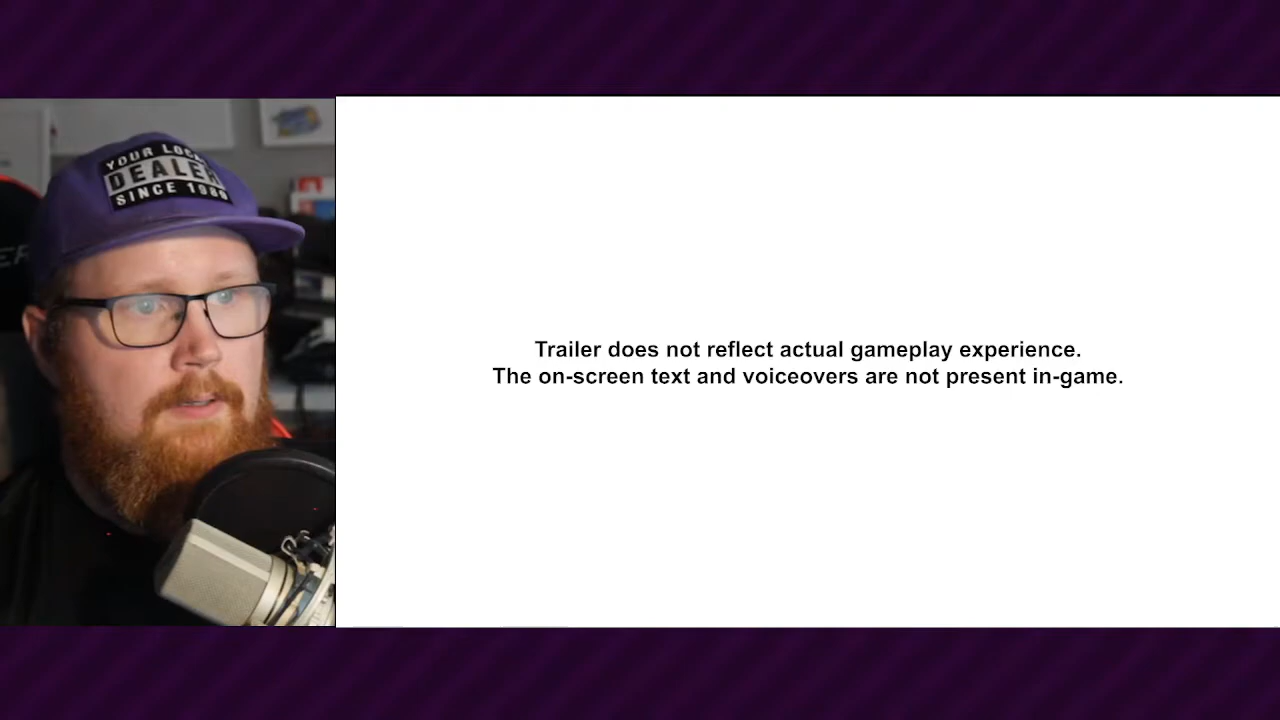 YOUR LOCAL
DEALER
SINCE 1986
Trailer does not reflect actual gameplay experience.
The on-screen text and voiceovers are not present in-game.